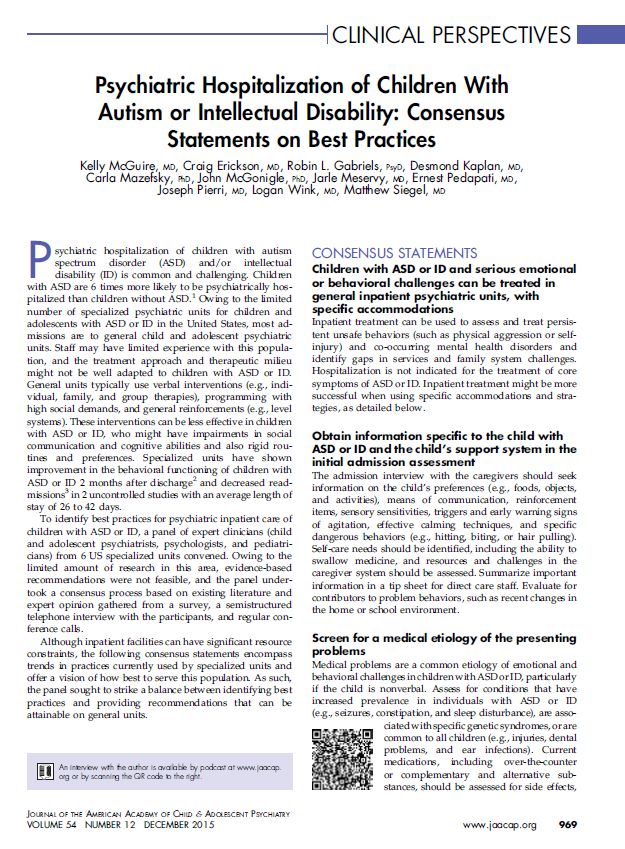 CLINICAL PERSPECTIVES
Psychiatric Hospitalization of Children With
Autism or Intellectual Disability: Consensus
Statements on Best Practices
Kelly McGuire, MD, Craig Erickson, MD, Robin L. Gabriels, PsyD, Desmond Kaplan, MD,
Carla Mazefsky, PhD, John McGonigle, PhD, Jarle Meservy, MD, Ernest Pedapati, MD,
Joseph Pierri, MD, Logan Wink, MD, Matthew Siegel, MD
Psychiatric hospitalization of children with autism
spectrum disorder (ASD) and/or intellectual
disability (ID) is common and challenging. Children
with ASD are 6 times more likely to be psychiatrically hos-
pitalized than children without ASD.1 Owing to the limited
number of specialized psychiatric units for children and
adolescents with ASD or ID in the United States, most ad-
missions are to general child and adolescent psychiatric
units. Staff may have limited experience with this popula-
tion, and the treatment approach and therapeutic milieu
might not be well adapted to children with ASD or ID.
General units typically use verbal interventions (e.g., indi-
vidual, family, and group therapies), programming with
high social demands, and general reinforcements (e.g., level
systems). These interventions can be less effective in children
with ASD or ID, who might have impairments in social
communication and cognitive abilities and also rigid rou-
tines and preferences. Specialized units have shown
improvement in the behavioral functioning of children with
ASD or ID 2 months after discharge2 and decreased read-
missions3 in 2 uncontrolled studies with an average length of
stay of 26 to 42 days.
To identify best practices for psychiatric inpatient care of
children with ASD or ID, a panel of expert clinicians (child
and adolescent psychiatrists, psychologists, and pediatri-
cians) from 6 US specialized units convened. Owing to the
limited amount of research in this area, evidence-based
recommendations were not feasible, and the panel under-
took a consensus process based on existing literature and
expert opinion gathered from a survey, a semistructured
telephone interview with the participants, and regular con-
ference calls.
Although inpatient facilities can have significant resource
constraints, the following consensus statements encompass
trends in practices currently used by specialized units and
offer a vision of how best to serve this population. As such,
the panel sought to strike a balance between identifying best
practices and providing recommendations that can be
attainable on general units.
An interview with the author is available by podcast at www.jaacap.
org or by scanning the QR code to the right.
CONSENSUS STATEMENTS
Children with ASD or ID and serious emotional
or behavioral challenges can be treated in
general inpatient psychiatric units, with
specific accommodations
Inpatient treatment can be used to assess and treat persis-
tent unsafe behaviors (such as physical aggression or self-
injury) and co-occurring mental health disorders and
identify gaps in services and family system challenges.
Hospitalization is not indicated for the treatment of core
symptoms of ASD or ID. Inpatient treatment might be more
successful when using specific accommodations and stra-
tegies, as detailed below.
Obtain information specific to the child with
ASD or ID and the child's support system in the
initial admission assessment
The admission interview with the caregivers should seek
information on the child's preferences (e.g., foods, objects,
and activities), means of communication, reinforcement
items, sensory sensitivities, triggers and early warning signs
of agitation, effective calming techniques, and specific
dangerous behaviors (e.g., hitting, biting, or hair pulling).
Self-care needs should be identified, including the ability to
swallow medicine, and resources and challenges in the
caregiver system should be assessed. Summarize important
information in a tip sheet for direct care staff. Evaluate for
contributors to problem behaviors, such as recent changes in
the home or school environment.
Screen for a medical etiology of the presenting
problems
Medical problems are a common etiology of emotional and
behavioral challenges in children with ASD or ID, particularly
if the child is nonverbal. Assess for conditions that have
increased prevalence in individuals with ASD or ID
(e.g., seizures, constipation, and sleep disturbance), are asso-
ciated with specific genetic syndromes, or are
common to all children (e.g., injuries, dental
problems, and ear infections). Current
medications, including over-the-counter
or complementary and alternative sub-
stances, should be assessed for side effects,
JOURNAL OF THE AMERICAN ACADEMY OF CHILD & ADOLESCENT PSYCHIATRY
VOLUME 54 NUMBER 12 DECEMBER 2015
www.jaacap.org 969